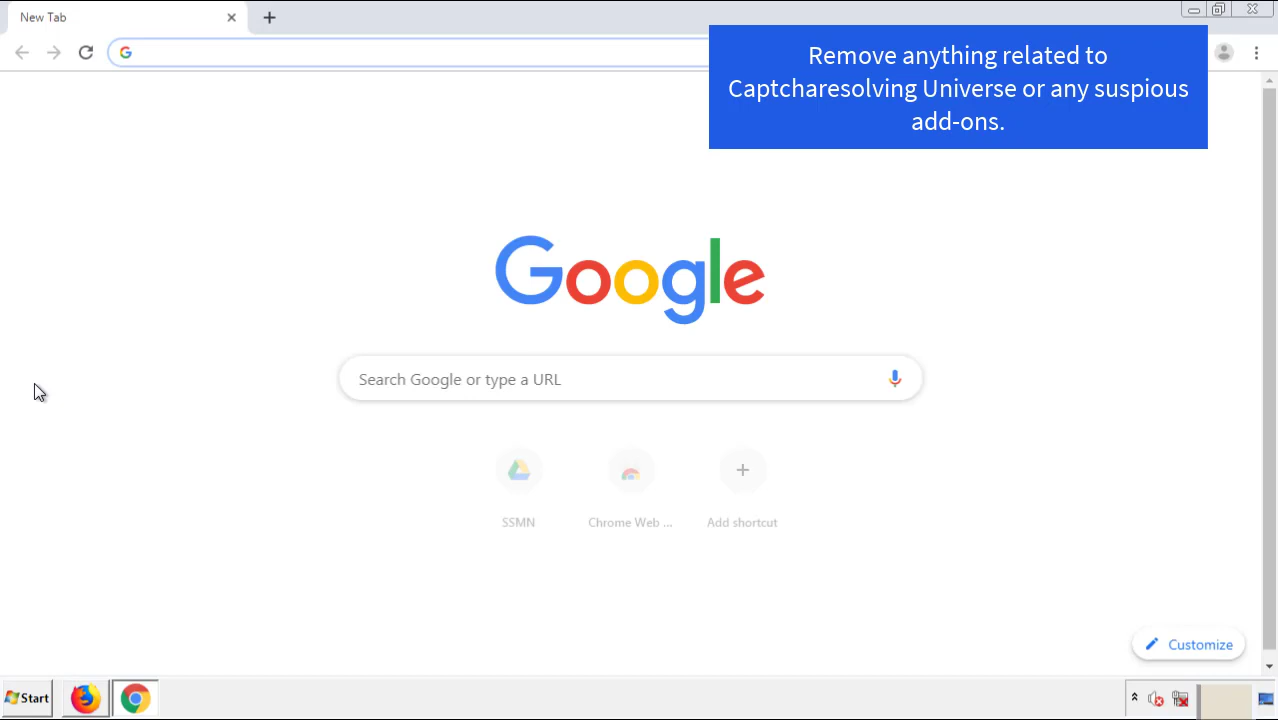 New Tab
Remove anything related to
Captcharesolving Universe or any suspious
add-ons.
Google
Search Google or type a URL
SSMN
Chrome Web ...
Add shortcut
Customize
Start